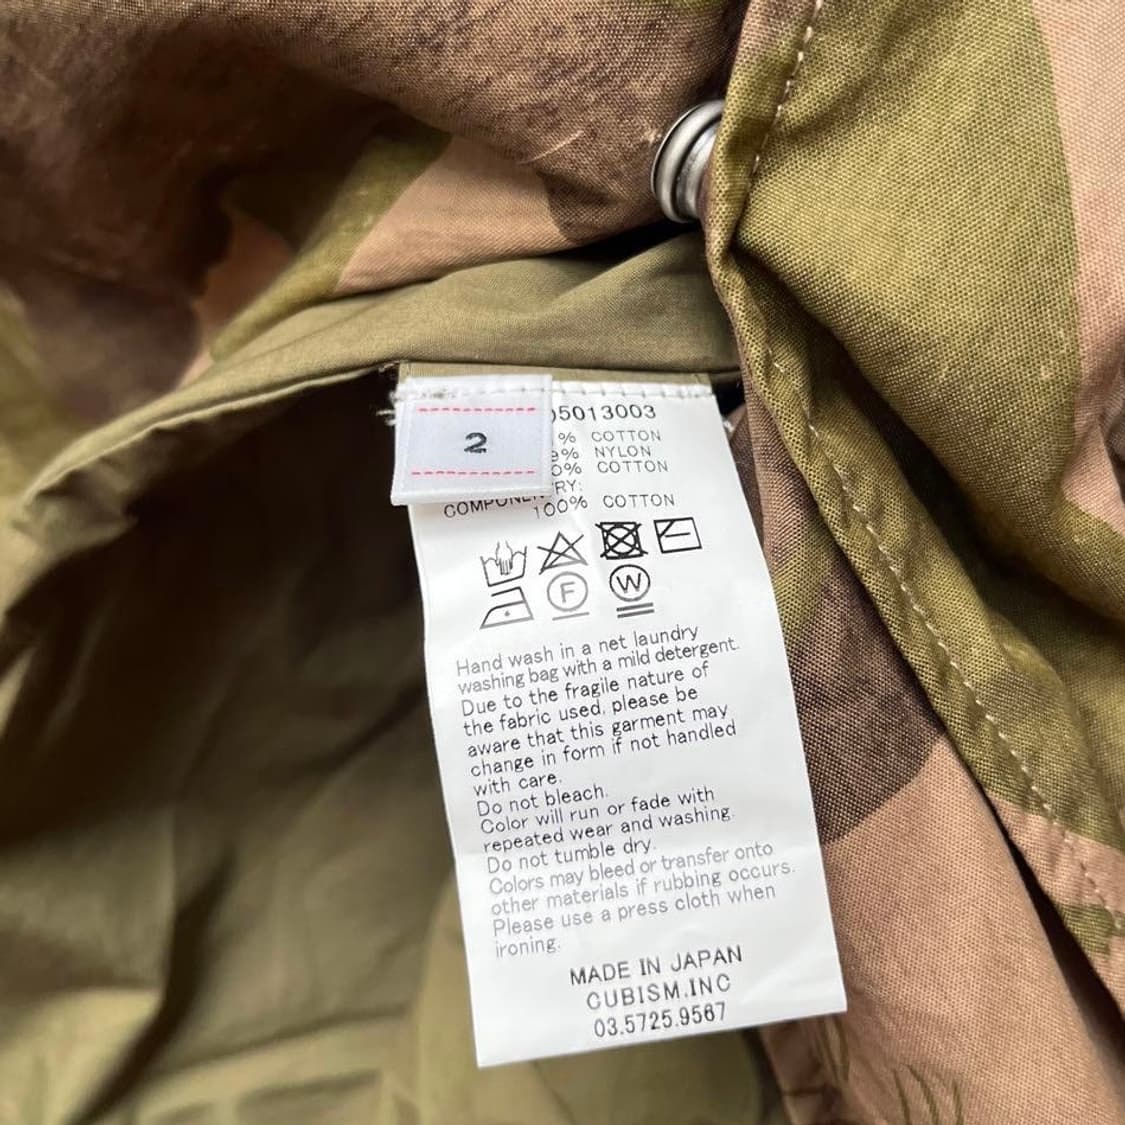 2
05013003
% COTTON
9% NYLON
0% COTTON
RY:
100% COTTON
F
W
Hand wash in a net laundry
washing bag with a mild detergent.
Due to the fragile nature of
the fabric used, please be
aware that this garment may
change in form if not handled
with care.
Do not bleach.
Color will run or fade with
repeated wear and washing.
Do not tumble dry.
Colors may bleed or transfer onto
other materials if rubbing occurs.
Please use a press cloth when
ironing.
MADE IN JAPAN
CUBISM.INC
03.5725.9567